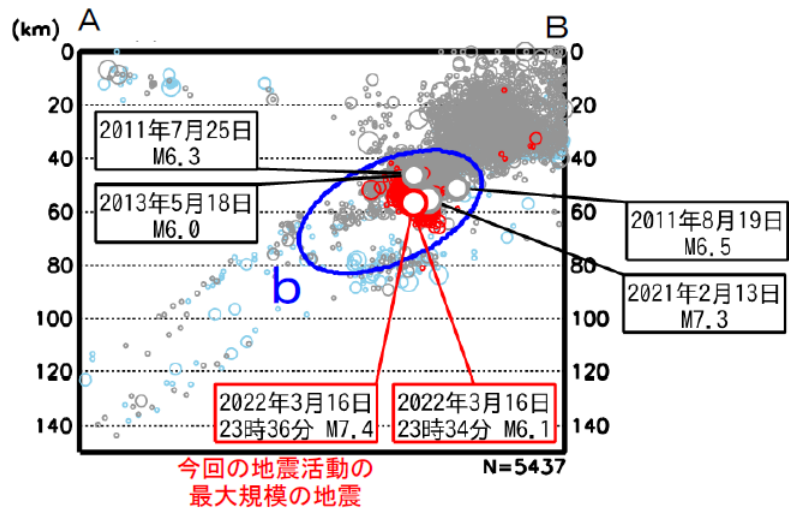 A
B
(km)
0
0
20
20
2011年7月25日
M6.3
40
40
2013年5月18日
M6.0
60
60
2011年8月19日
M6.5
80
80
b
2021年2月13日
M7.3
100
100
120
120
2022年3月16日
23時36分 M7.4
2022年3月16日
23時34分 M6.1
140
140
今回の地震活動の
最大規模の地震
N=5437